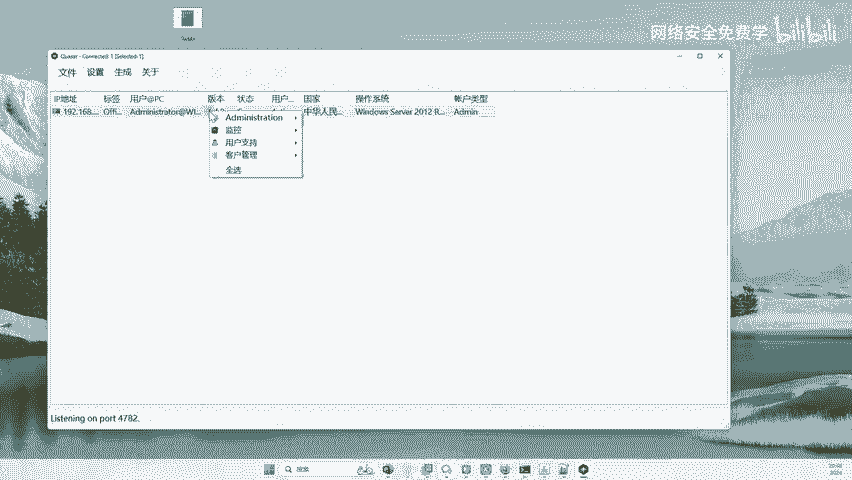 网络安全免费学 bilibili
Quasar - Connected: 1 [Selected: 1]
文件 设置 生成 关于
IP地址 标签 用户@PC 版本 状态 用户... 国家 操作系统 帐户类型
192.168.... Offi... Administrator@WI... 中华人民... Windows Server 2012 R... Admin
Administration
监控
用户支持
客户管理
全选
Listening on port 4782.
搜索